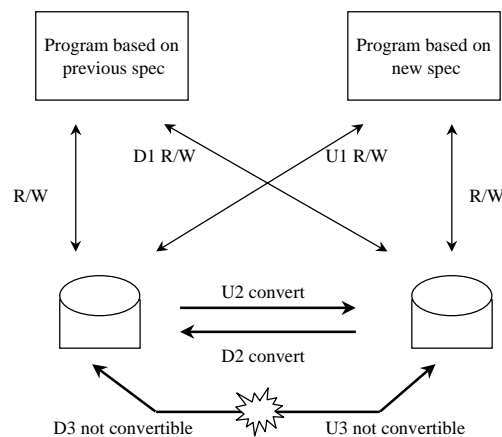 Program based on
previous spec
Program based on
new spec
D1 R/W
U1 R/W
R/W
R/W
U2 convert
D2 convert
D3 not convertible
U3 not convertible